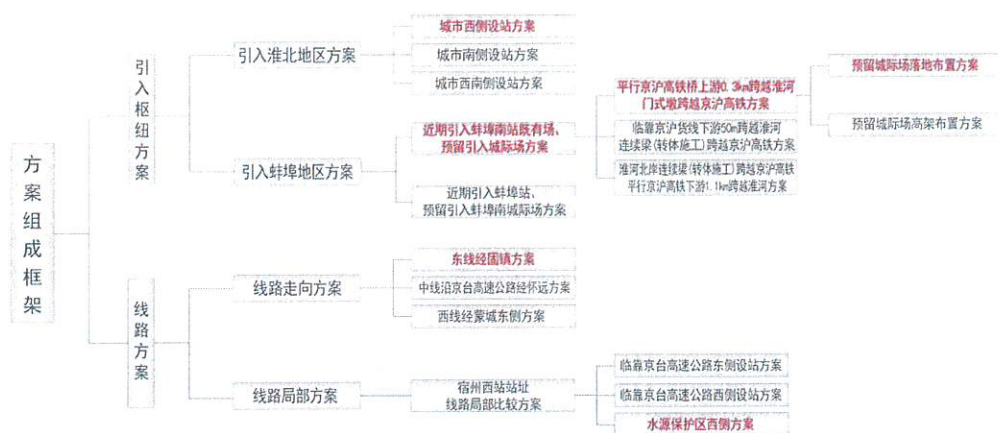 方案组成框架
引入枢纽方案
引入淮北地区方案
城市西侧设站方案
城市南侧设站方案
城市西南侧设站方案
引入蚌埠地区方案
近期引入蚌埠南站既有场、
预留引入城际场方案
平行京沪高铁桥上游0.3km跨越淮河
门式墩跨越京沪高铁方案
预留城际场落地布置方案
预留城际场高架布置方案
临靠京沪货线下游50m跨越淮河
连续梁(转体施工)跨越京沪高铁方案
淮河北岸连续梁(转体施工)跨越京沪高铁
平行京沪高铁下游1.1km跨越淮河方案
近期引入蚌埠站、
预留引入蚌埠南城际场方案
线路方案
线路走向方案
东线经固镇方案
中线沿京台高速公路经怀远方案
西线经蒙城东侧方案
线路局部方案
宿州西站站址
线路局部比较方案
临靠京台高速公路东侧设站方案
临靠京台高速公路西侧设站方案
水源保护区西侧方案